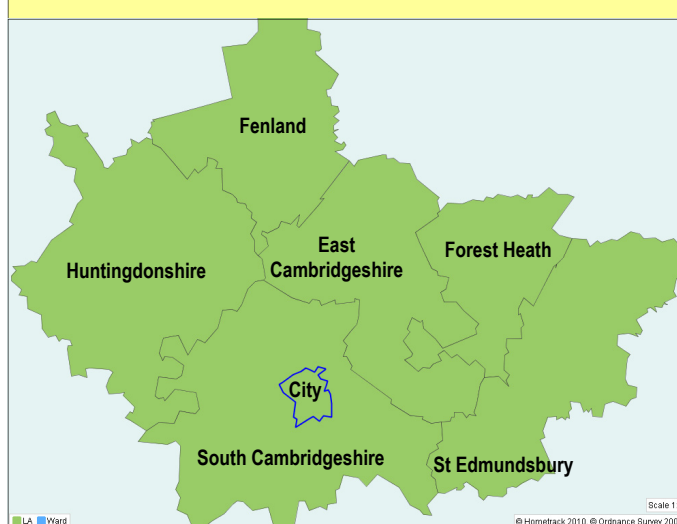 Fenland
East
Cambridgeshire
Forest Heath
Huntingdonshire
City
South Cambridgeshire
St Edmundsbury
Scale 1:
LA Ward
© Hometrack 2010, © Ordnance Survey 200